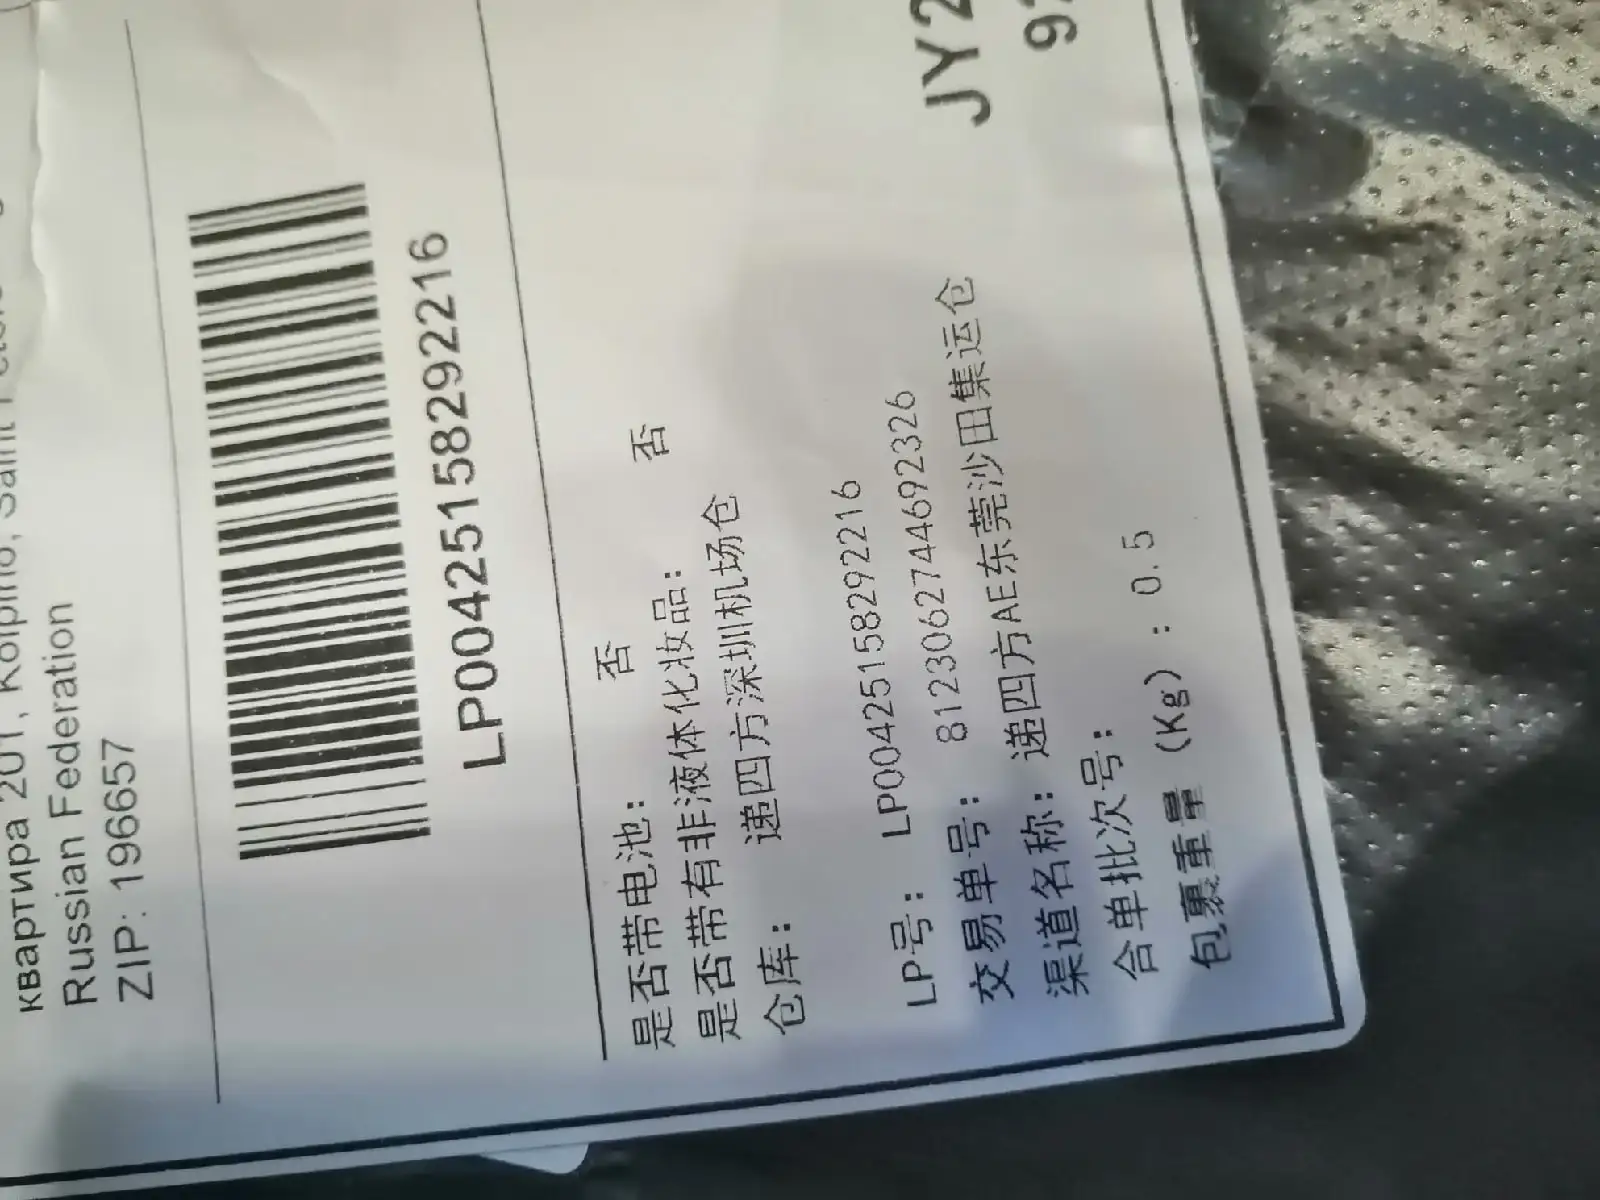 квартира 201, Kolpino, Saint
Russian Federation
ZIP: 196657
LP00425158292216
是否带电池： 否
是否带有非液体化妆品： 否
仓库： 递四方深圳机场仓
LP号： LP00425158292216
交易单号： 8123062744692326
渠道名称： 递四方AE东莞沙田集运仓
合单批次号：
包裹重量（Kg）：0.5
JY2